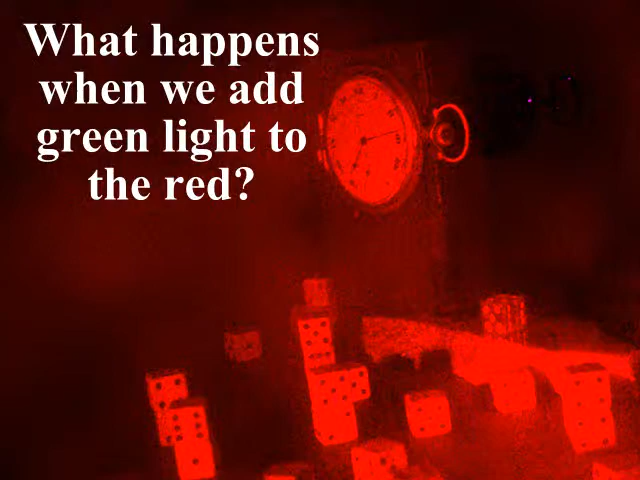 What happens
when we add
green light to
the red?